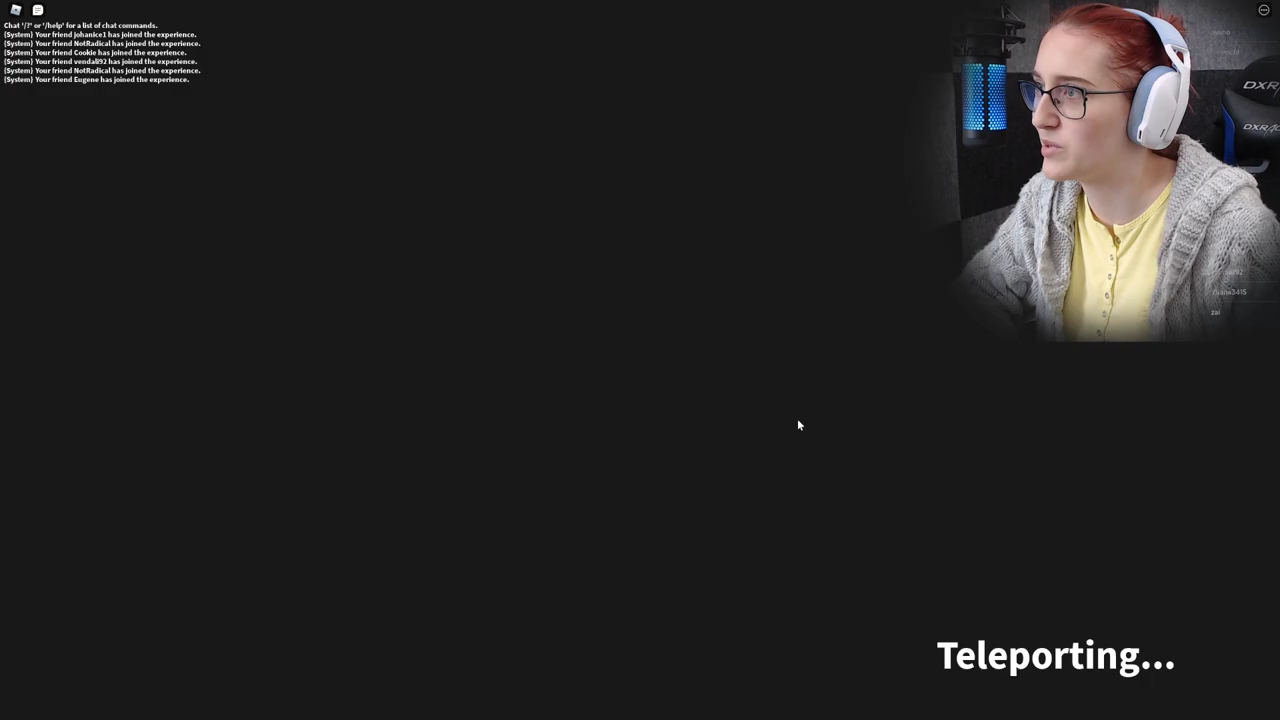 Chat '/?' or '/help' for a list of chat commands.
{System} Your friend johanice1 has joined the experience.
{System} Your friend NotRadical has joined the experience.
{System} Your friend Cookie has joined the experience.
{System} Your friend vendali92 has joined the experience.
{System} Your friend NotRadical has joined the experience.
{System} Your friend Eugene has joined the experience.
DXR
DXRA
zai
Teleporting...